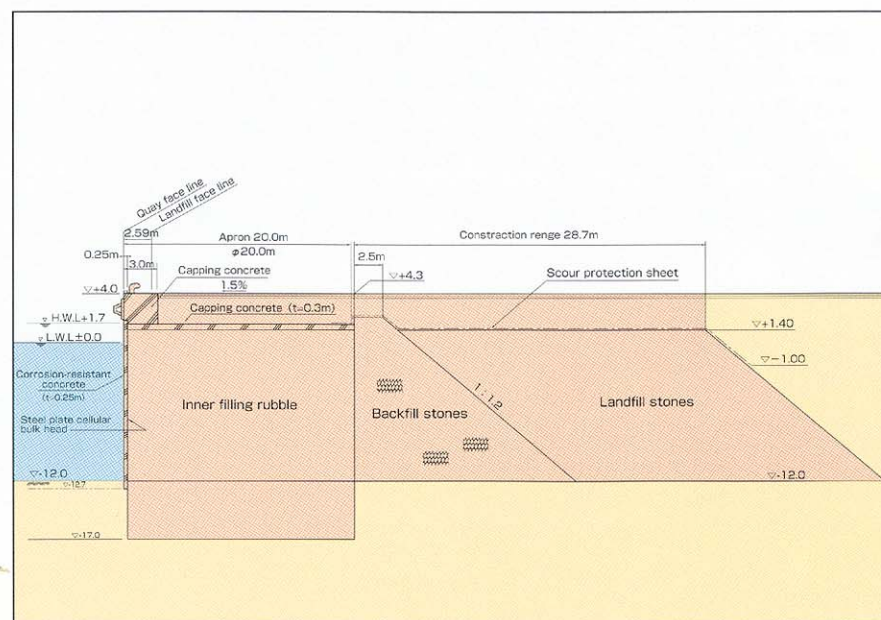 Quay face line
Landfill face line
2.59m
Apron 20.0m
Constraction renge 28.7m
φ20.0m
0.25m
3.0m
2.5m
Capping concrete
▽+4.3
Scour protection sheet
1.5%
▽+4.0
Capping concrete (t=0.3m)
▽ H.W.L+1.7
▽+1.40
▽ L.W.L±0.0
▽-1.00
Corrosion-resistant
concrete
(t=0.25m)
Inner filling rubble
1:1.2
Landfill stones
Backfill stones
Steel plate cellular
bulk head
▽-12.0
▽-12.0
▽-12.7
▽-17.0